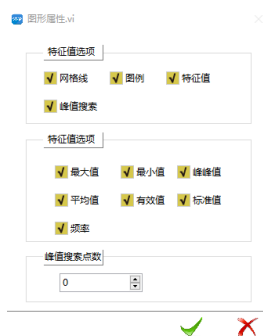 图形属性.vi
特征值选项
网格线 图例 特征值
峰值搜索
特征值选项
最大值 最小值 峰峰值
平均值 有效值 标准值
频率
峰值搜索点数
0